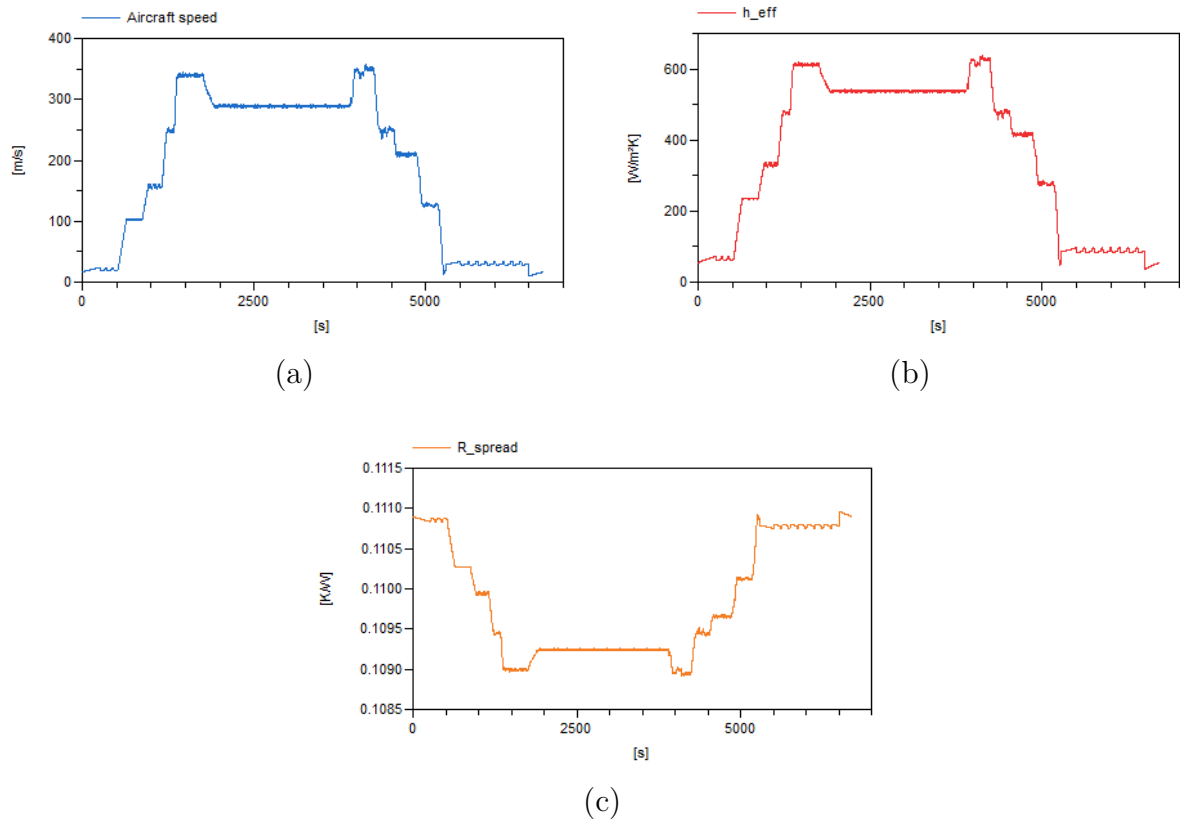 Aircraft speed
400
300
200
100
0
[m/s]
0 2500 5000
[s]
(a)
h_eff
600
400
200
0
[W/m²K]
0 2500 5000
[s]
(b)
R_spread
0.1115
0.1110
0.1105
0.1100
0.1095
0.1090
0.1085
[K/W]
0 2500 5000
[s]
(c)